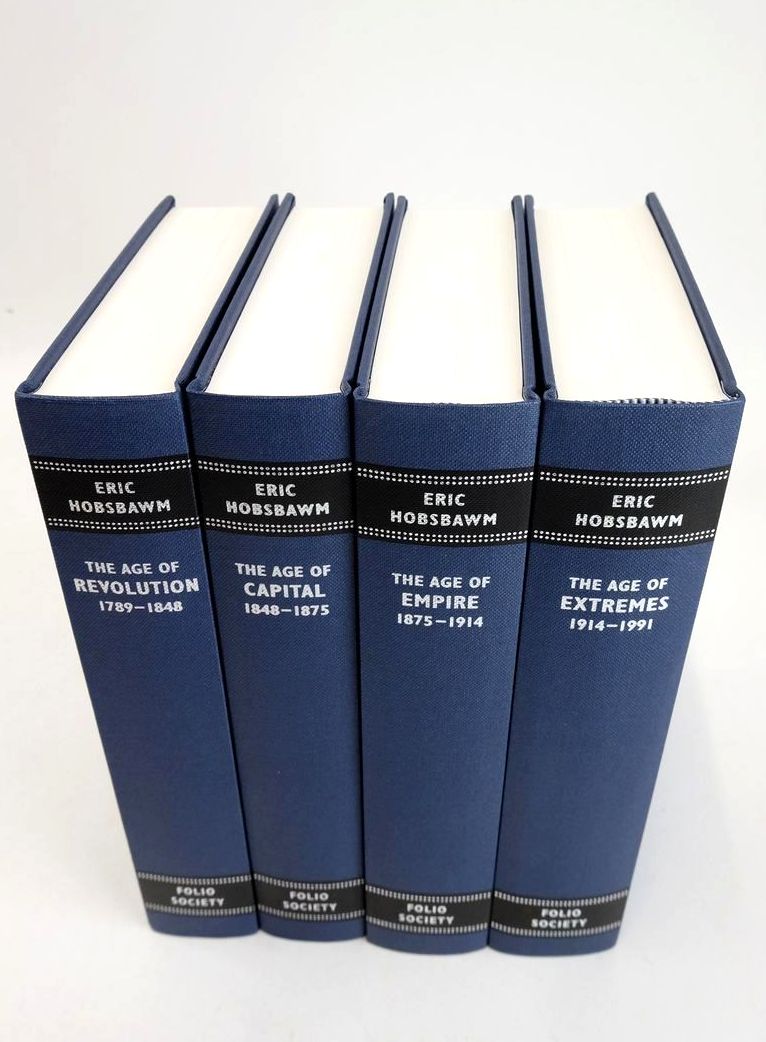 ERIC
HOBSBAWM
THE AGE OF
REVOLUTION
1789–1848
FOLIO
SOCIETY
ERIC
HOBSBAWM
THE AGE OF
CAPITAL
1848–1875
FOLIO
SOCIETY
ERIC
HOBSBAWM
THE AGE OF
EMPIRE
1875–1914
FOLIO
SOCIETY
ERIC
HOBSBAWM
THE AGE OF
EXTREMES
1914–1991
FOLIO
SOCIETY